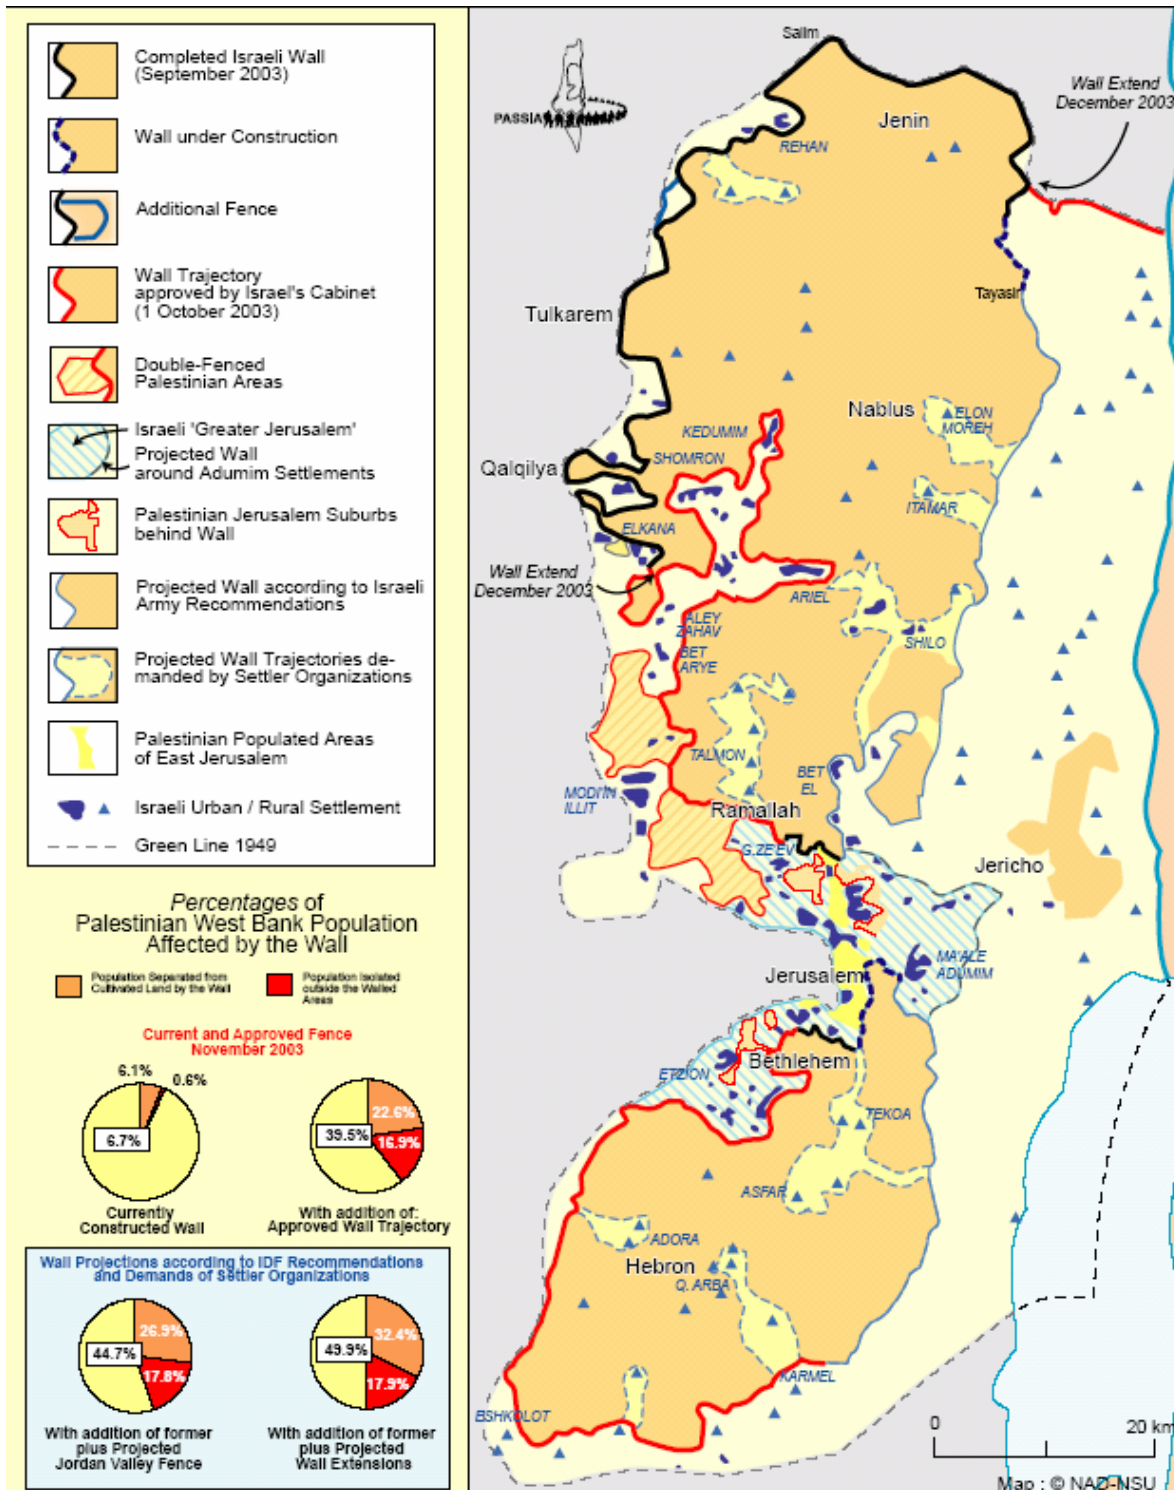 Completed Israeli Wall
(September 2003)
Wall under Construction
Additional Fence
Wall Trajectory
approved by Israel's Cabinet
(1 October 2003)
Double-Fenced
Palestinian Areas
Israeli 'Greater Jerusalem'
Projected Wall
around Adumim Settlements
Palestinian Jerusalem Suburbs
behind Wall
Projected Wall according to Israeli
Army Recommendations
Projected Wall Trajectories de-
manded by Settler Organizations
Palestinian Populated Areas
of East Jerusalem
Israeli Urban / Rural Settlement
Green Line 1949
Percentages of
Palestinian West Bank Population
Affected by the Wall
Population Separated from
Cultivated Land by the Wall
Population Isolated
outside the Walled
Areas
Current and Approved Fence
November 2003
6.1%
0.6%
6.7%
Currently
Constructed Wall
22.6%
39.5%
16.9%
With addition of:
Approved Wall Trajectory
Wall Projections according to IDF Recommendations
and Demands of Settler Organizations
26.9%
44.7%
17.8%
With addition of former
plus Projected
Jordan Valley Fence
32.4%
49.9%
17.9%
With addition of former
plus Projected
Wall Extensions
PASSIA
Salim
Wall Extend
December 2003
Jenin
REHAN
Tayasir
Tulkarem
Nablus
ELON
MOREH
KEDUMIM
SHOMRON
Qalqilya
ITAMAR
ELKANA
Wall Extend
December 2003
ARIEL
ALEY
ZAHAV
BET
ARYE
SHILO
TALMON
BET
EL
MODI'IN
ILLIT
Ramallah
G.ZE'EV
Jericho
Jerusalem
MA'ALE
ADUMIM
Bethlehem
ETZION
TEKOA
ASFAR
ADORA
Hebron
Q. ARBA
KARMEL
ESHKOLOT
0 20 km
Map : © NAD-NSU